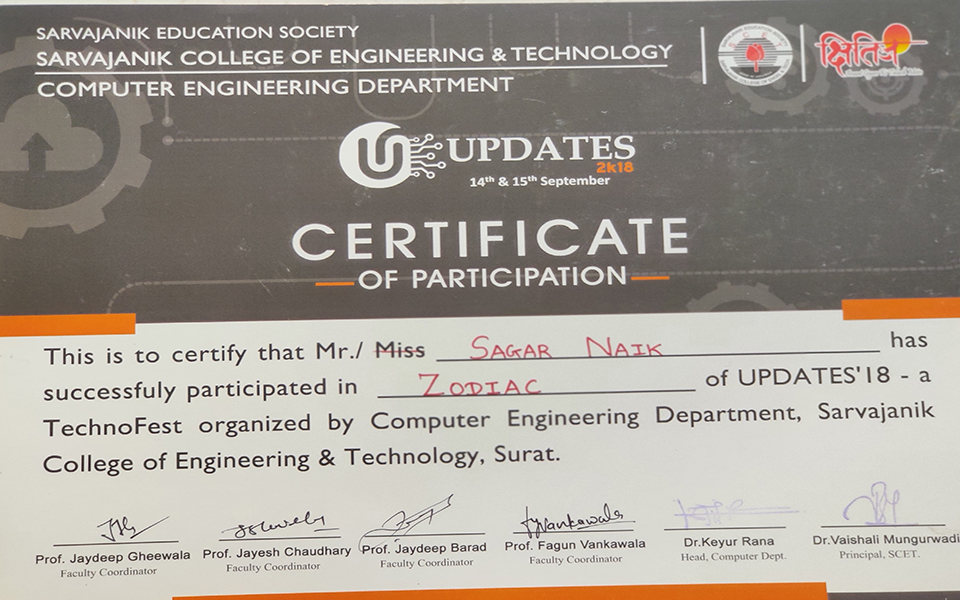 SARVAJANIK EDUCATION SOCIETY
SARVAJANIK COLLEGE OF ENGINEERING & TECHNOLOGY
COMPUTER ENGINEERING DEPARTMENT
क्षितिज
UPDATES
2k18
14th & 15th September
CERTIFICATE
OF PARTICIPATION
This is to certify that Mr./ Miss SAGAR NAIK has
successfuly participated in ZODIAC of UPDATES'18 - a
TechnoFest organized by Computer Engineering Department, Sarvajanik
College of Engineering & Technology, Surat.
Prof. Jaydeep Gheewala Prof. Jayesh Chaudhary Prof. Jaydeep Barad Prof. Fagun Vankawala Dr.Keyur Rana Dr.Vaishali Mungurwadi
Faculty Coordinator Faculty Coordinator Faculty Coordinator Faculty Coordinator Head, Computer Dept. Principal, SCET.